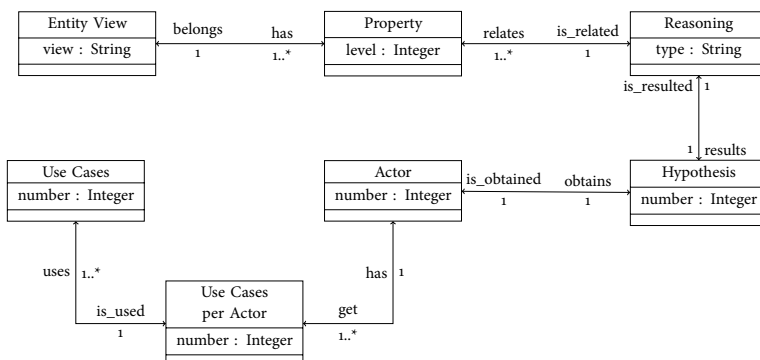 Entity View
view : String
belongs
1
has
1..*
Property
level : Integer
relates
1..*
is_related
1
Reasoning
type : String
is_resulted
1
1
results
Use Cases
number : Integer
Actor
number : Integer
is_obtained
1
obtains
1
Hypothesis
number : Integer
uses
1..*
has
1
is_used
1
Use Cases
per Actor
number : Integer
get
1..*